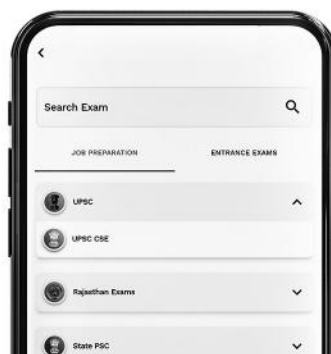 Search Exam
JOB PREPARATION ENTRANCE EXAMS
UPSC
UPSC CSE
Rajasthan Exams
State PSC